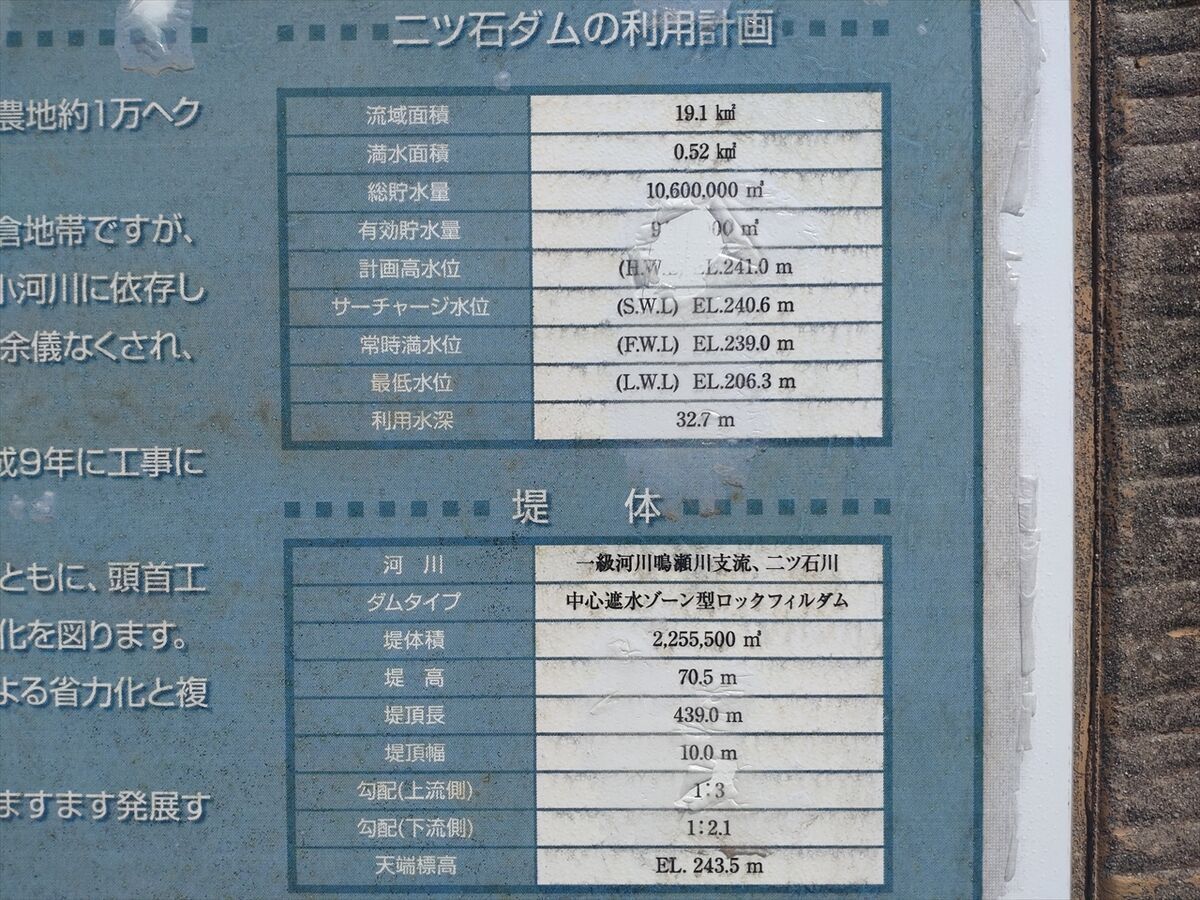 二ツ石ダムの利用計画
農地約1万ヘク
倉地帯ですが、
小河川に依存し
余儀なくされ、
成9年に工事に
ともに、頭首工
化を図ります。
よる省力化と複
ますます発展す
流域面積 19.1 km²
満水面積 0.52 km²
総貯水量 10,600,000 m³
有効貯水量 m³
計画高水位 (H.W. EL.241.0 m
サーチャージ水位 (S.W.L) EL.240.6 m
常時満水位 (F.W.L) EL.239.0 m
最低水位 (L.W.L) EL.206.3 m
利用水深 32.7 m
堤 体
河 川 一級河川鳴瀬川支流、二ツ石川
ダムタイプ 中心遮水ゾーン型ロックフィルダム
堤体積 2,255,500 m³
堤 高 70.5 m
堤頂長 439.0 m
堤頂幅 10.0 m
勾配(上流側) 1:3
勾配(下流側) 1:2.1
天端標高 EL. 243.5 m